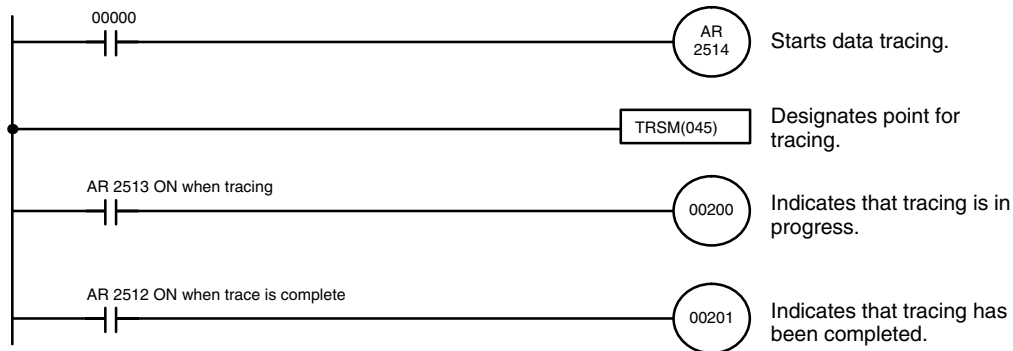 00000
AR
2514
Starts data tracing.
TRSM(045)
Designates point for
tracing.
AR 2513 ON when tracing
00200
Indicates that tracing is in
progress.
AR 2512 ON when trace is complete
00201
Indicates that tracing has
been completed.